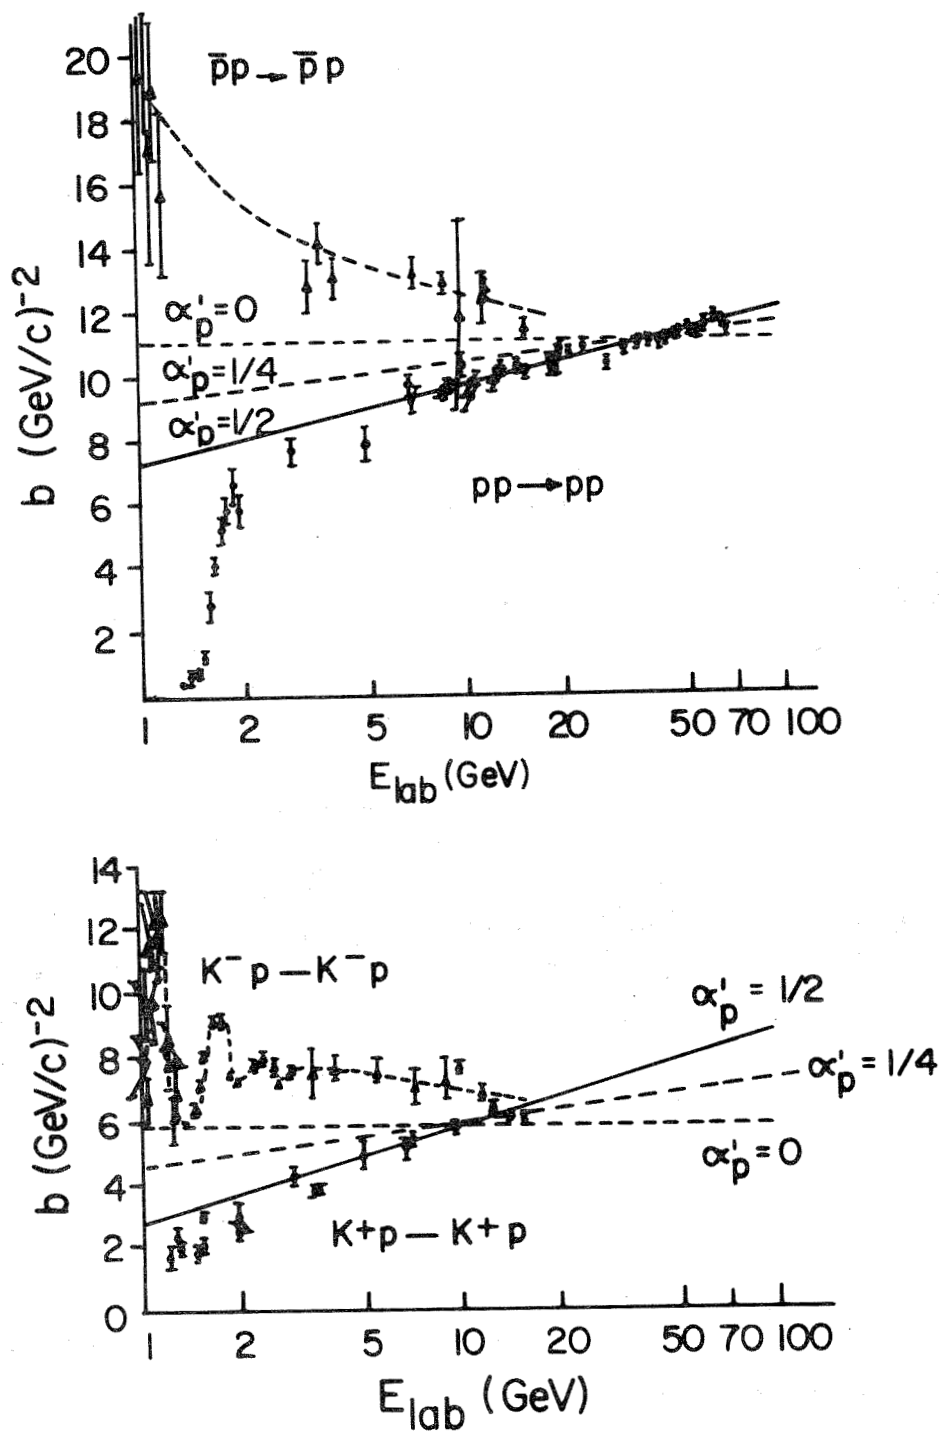 20
p̄p → p̄p
18
16
14
b (GeV/c)⁻²
α'p=0
12
α'p=1/4
10
α'p=1/2
8
pp → pp
6
4
2
1 2 5 10 20 50 70 100
E_lab (GeV)
14
12
K⁻p — K⁻p
α'p = 1/2
10
b (GeV/c)⁻²
8
α'p = 1/4
6
α'p = 0
4
K+p — K+p
2
0
1 2 5 10 20 50 70 100
E_lab (GeV)